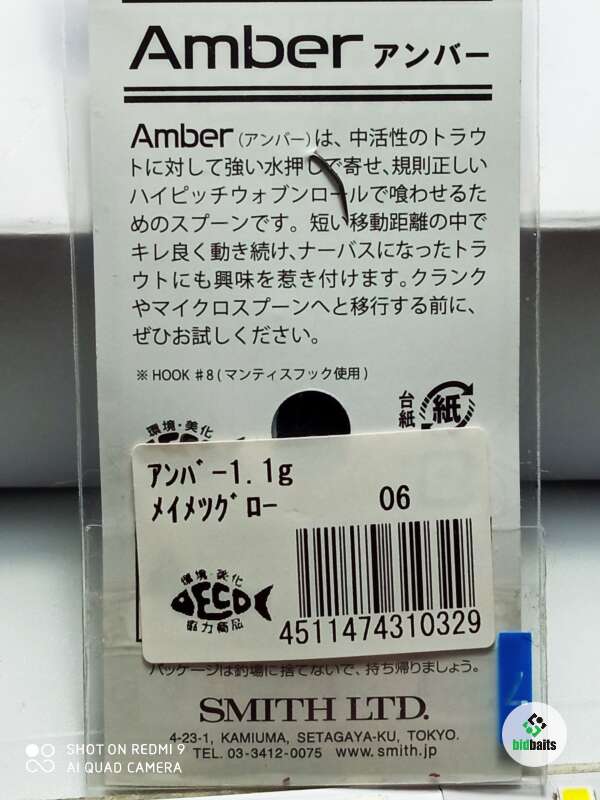 Amber アンバー
Amber (アンバー)は、中活性のトラウ
トに対して強い水押しで寄せ、規則正しい
ハイピッチウォブンロールで喰わせるた
めのスプーンです。短い移動距離の中で
キレ良く動き続け、ナーバスになったトラ
ウトにも興味を惹き付けます。クランク
やマイクロスプーンへと移行する前に、
ぜひお試しください。
※ HOOK #8 (マンティスフック使用)
環境・美化
台紙
紙
アンバー1.1g
メイメツグロー 06
環境・美化
ECO
協力商品
4511474310329
パッケージは釣場に捨てないで、持ち帰りましょう。
SMITH LTD.
4-23-1, KAMIUMA, SETAGAYA-KU, TOKYO.
TEL. 03-3412-0075 www.smith.jp
SHOT ON REDMI 9
AI QUAD CAMERA
bidbaits